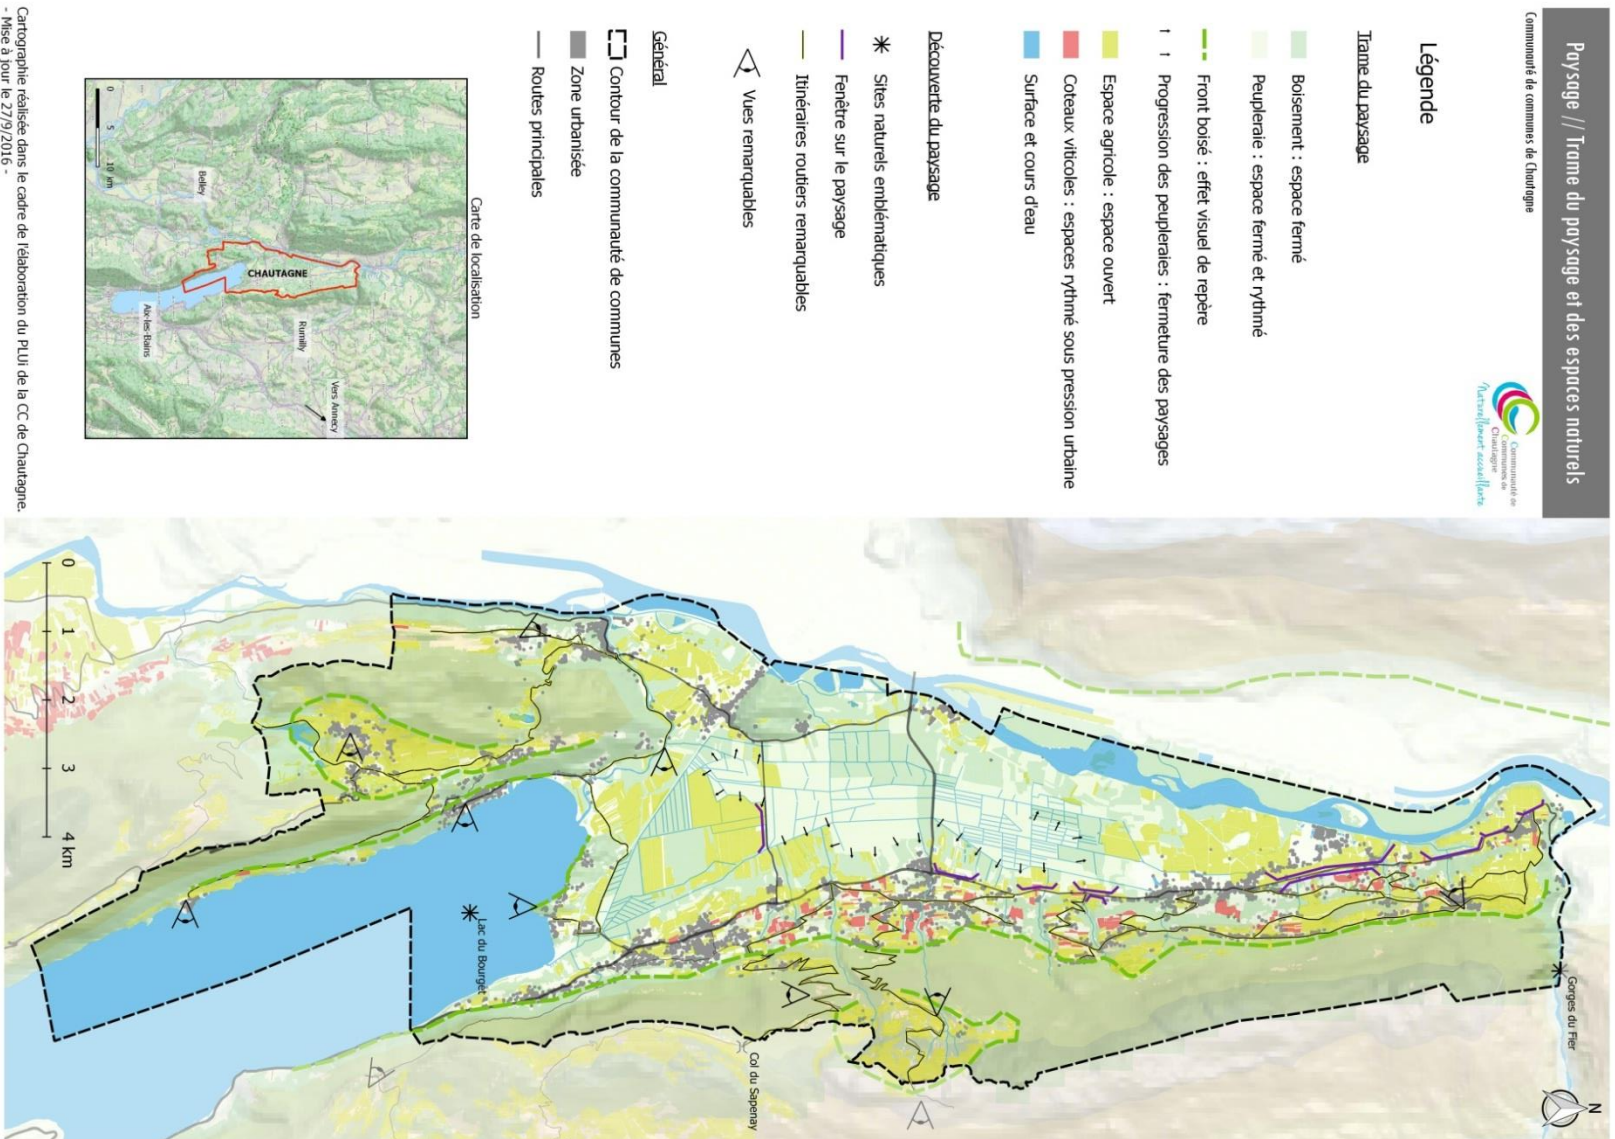 Paysage // Trame du paysage et des espaces naturels
Communauté de communes de Chautagne
Communauté de
Communes de
Chautagne
Naturellement accueillante
Légende
Trame du paysage
Boisement : espace fermé
Peupleraie : espace fermé et rythmé
Front boisé : effet visuel de repère
Progression des peupleraies : fermeture des paysages
Espace agricole : espace ouvert
Coteaux viticoles : espaces rythmé sous pression urbaine
Surface et cours d'eau
Découverte du paysage
Sites naturels emblématiques
Fenêtre sur le paysage
Itinéraires routiers remarquables
Vues remarquables
Général
Contour de la communauté de communes
Zone urbanisée
Routes principales
Carte de localisation
Belley
CHAUTAGNE
Rumilly
Aix-les-Bains
Vers Annecy
0 5 10 km
Cartographie réalisée dans le cadre de l'élaboration du PLUi de la CC de Chautagne.
- Mise à jour le 27/9/2016 -
N
Gorges du Fier
Col du Sapenay
Lac du Bourget
0 1 2 3 4 km